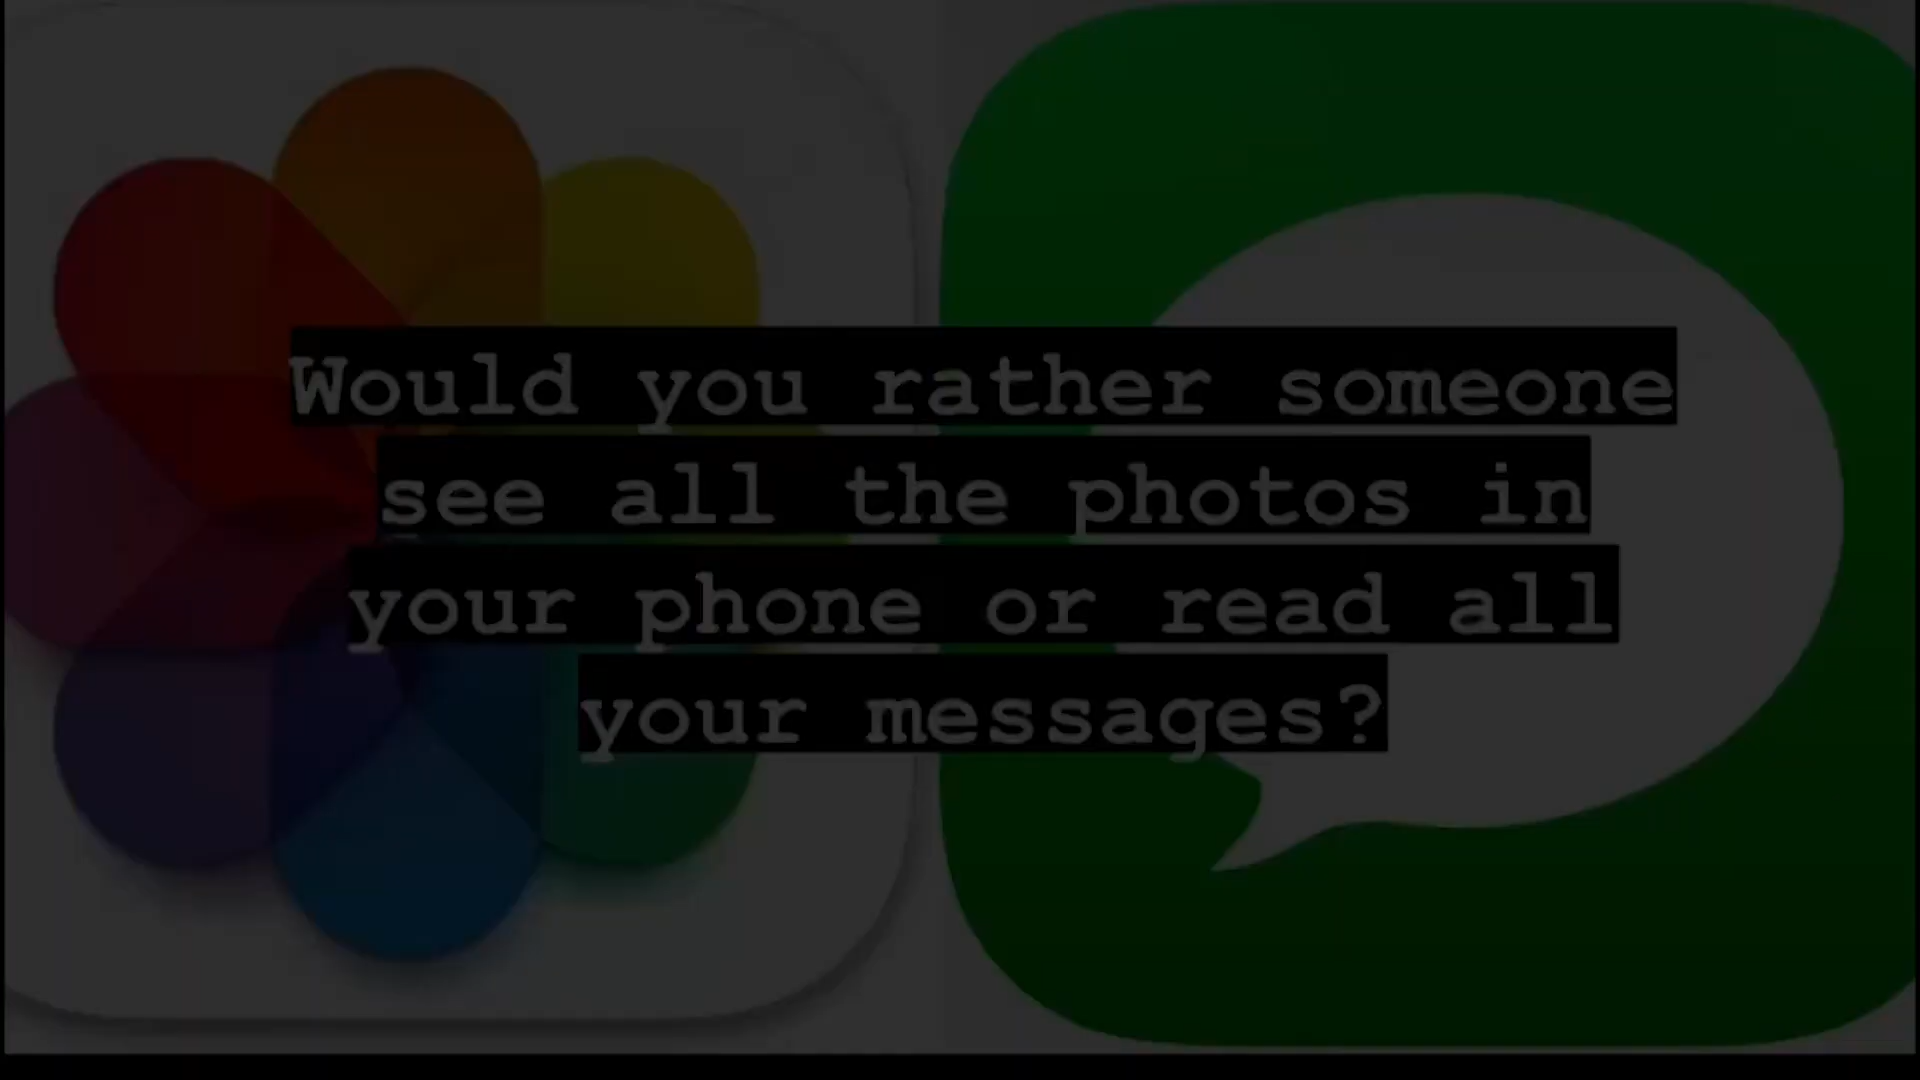 Would you rather someone
see all the photos in
your phone or read all
your messages?